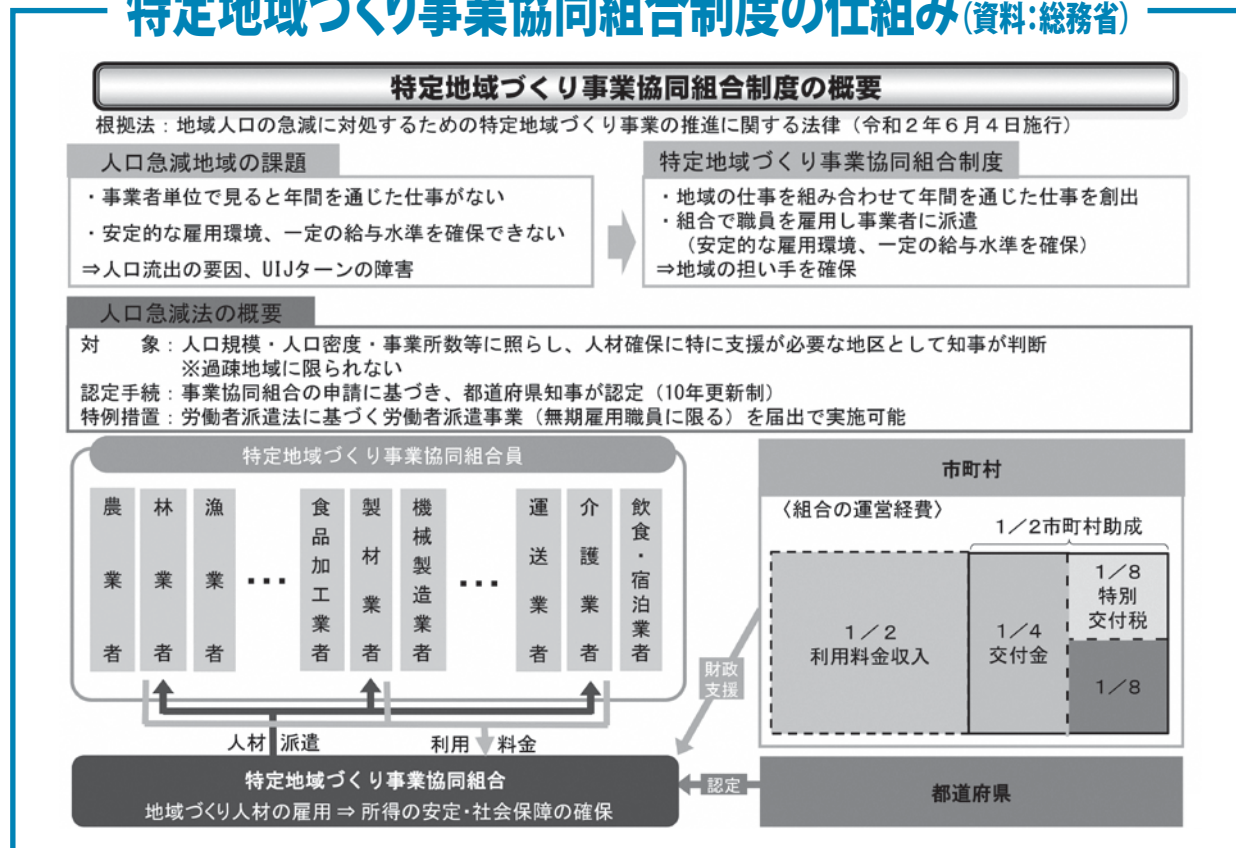 特定地域づくり事業協同組合制度の仕組み(資料:総務省)
特定地域づくり事業協同組合制度の概要
根拠法：地域人口の急減に対処するための特定地域づくり事業の推進に関する法律（令和２年６月４日施行）
人口急減地域の課題
・事業者単位で見ると年間を通じた仕事がない
・安定的な雇用環境、一定の給与水準を確保できない
⇒人口流出の要因、UIJターンの障害
特定地域づくり事業協同組合制度
・地域の仕事を組み合わせて年間を通じた仕事を創出
・組合で職員を雇用し事業者に派遣
（安定的な雇用環境、一定の給与水準を確保）
⇒地域の担い手を確保
人口急減法の概要
対　　象：人口規模・人口密度・事業所数等に照らし、人材確保に特に支援が必要な地区として知事が判断
※過疎地域に限られない
認定手続：事業協同組合の申請に基づき、都道府県知事が認定（10年更新制）
特例措置：労働者派遣法に基づく労働者派遣事業（無期雇用職員に限る）を届出で実施可能
特定地域づくり事業協同組合員
農業者
林業者
漁業者
…
食品加工業者
製材業者
機械製造業者
…
運送業者
介護業者
飲食・宿泊業者
人材派遣
利用料金
特定地域づくり事業協同組合
地域づくり人材の雇用⇒所得の安定・社会保障の確保
財政
支援
認定
市町村
〈組合の運営経費〉
１／２市町村助成
１／２
利用料金収入
１／４
交付金
１／８
特別
交付税
１／８
都道府県